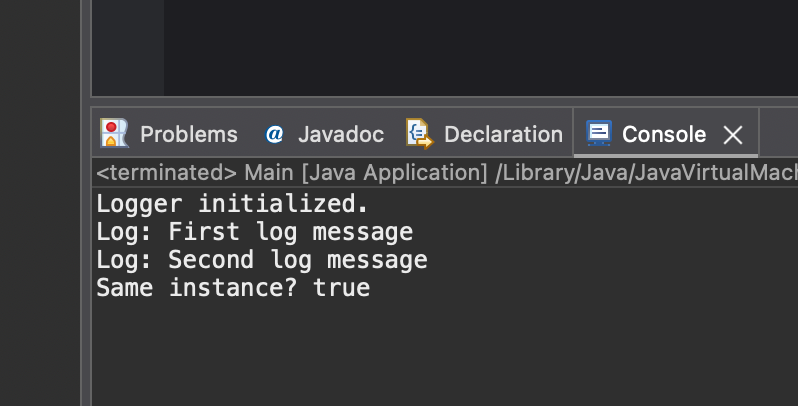 Problems @ Javadoc Declaration Console
<terminated> Main [Java Application] /Library/Java/JavaVirtualMach
Logger initialized.
Log: First log message
Log: Second log message
Same instance? true